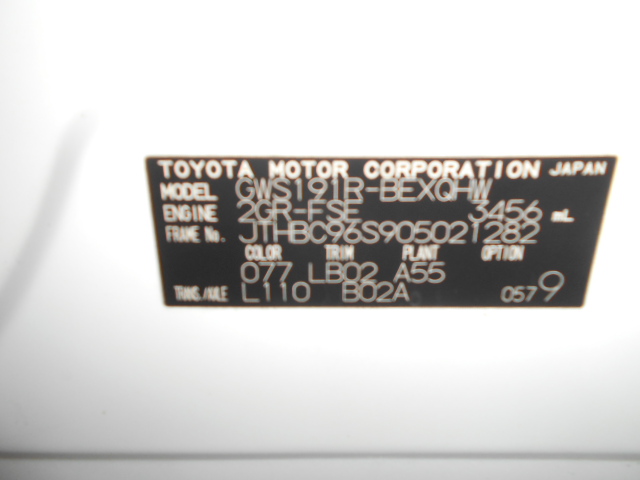 TOYOTA MOTOR CORPORATION JAPAN
MODEL GWS191R-BEXQHW
ENGINE 2GR-FSE 3456 mL
FRAME No. JTHBC96S905021282
COLOR TRIM PLANT OPTION
077 LB02 A55
TRANS./AXLE L110 B02A 0579